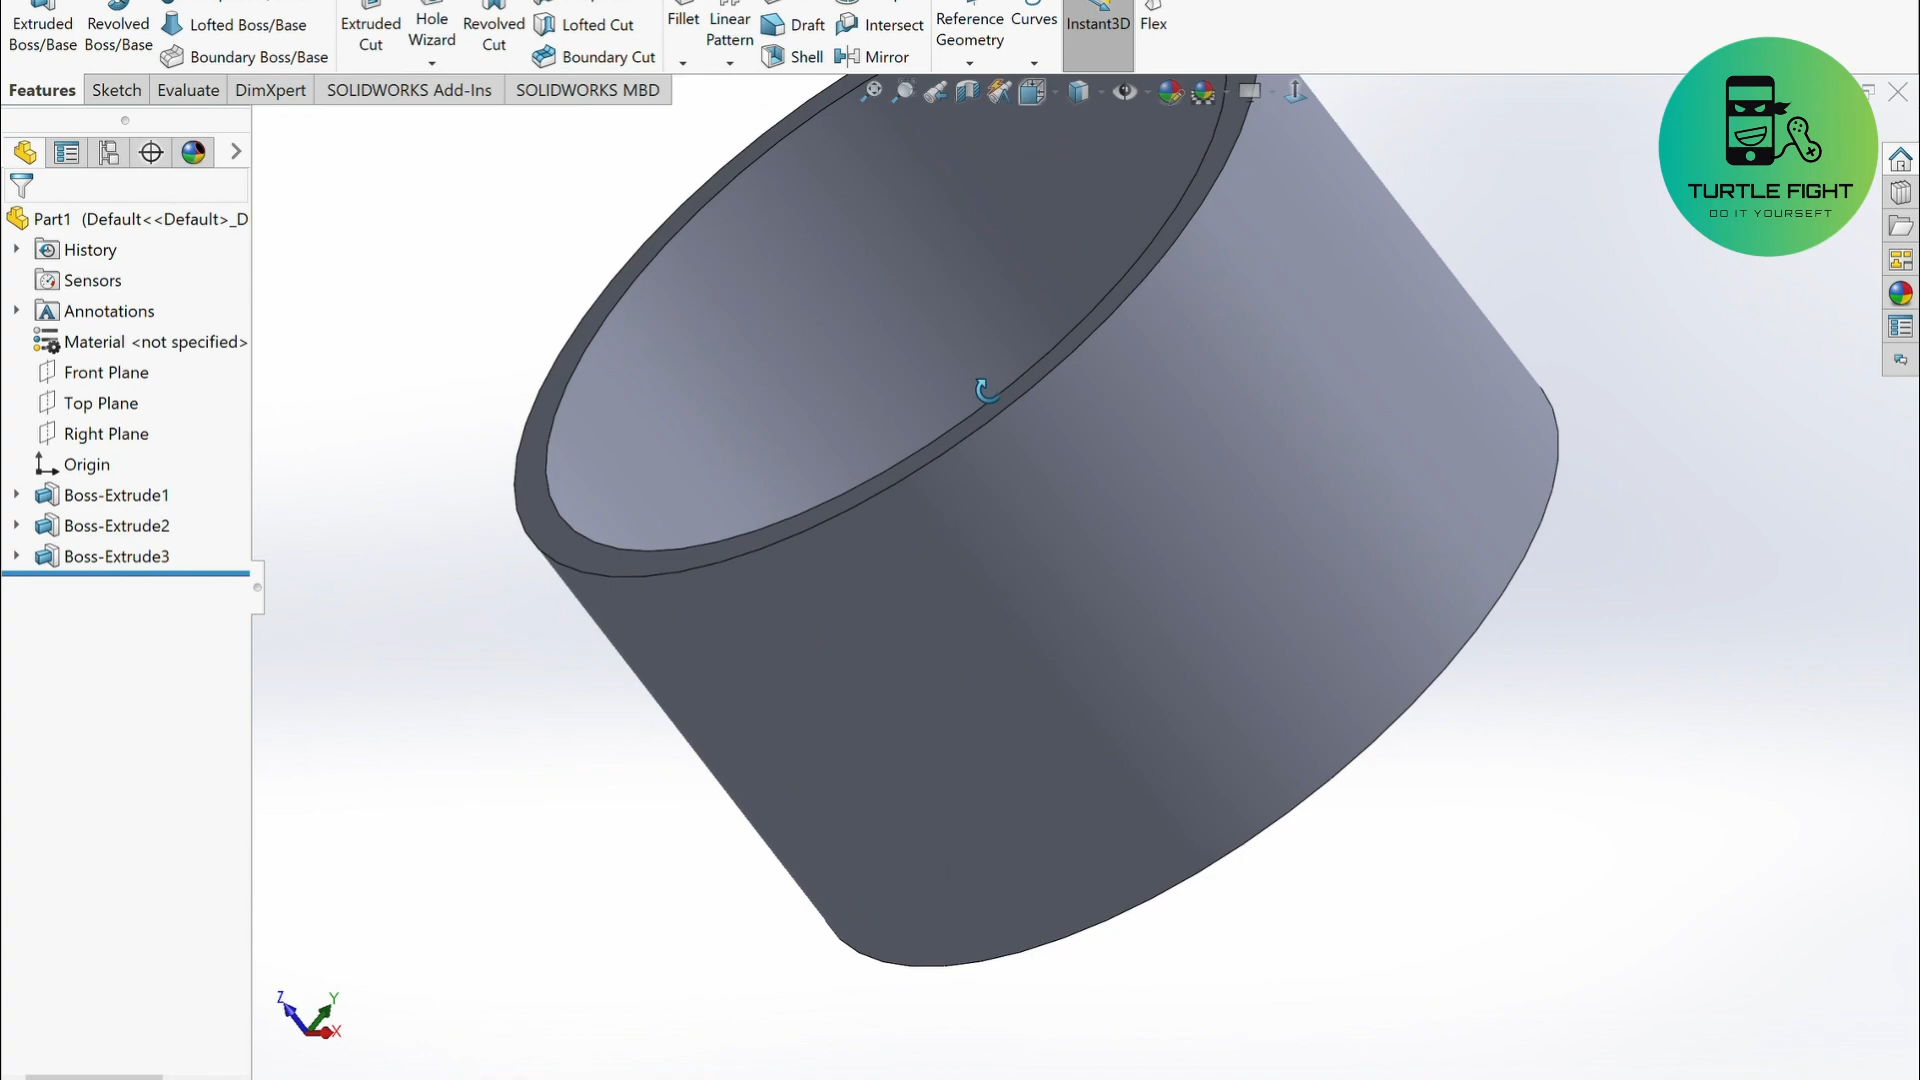 Extruded
Boss/Base
Revolved
Boss/Base
Lofted Boss/Base
Boundary Boss/Base
Extruded
Cut
Hole
Wizard
Revolved
Cut
Lofted Cut
Boundary Cut
Fillet
Linear
Pattern
Draft
Shell
Intersect
Mirror
Reference
Geometry
Curves
Instant3D
Flex
Features
Sketch
Evaluate
DimXpert
SOLIDWORKS Add-Ins
SOLIDWORKS MBD
TURTLE FIGHT
DO IT YOURSEFT
Part1 (Default<<Default>_D
History
Sensors
Annotations
Material <not specified>
Front Plane
Top Plane
Right Plane
Origin
Boss-Extrude1
Boss-Extrude2
Boss-Extrude3
Z
Y
X